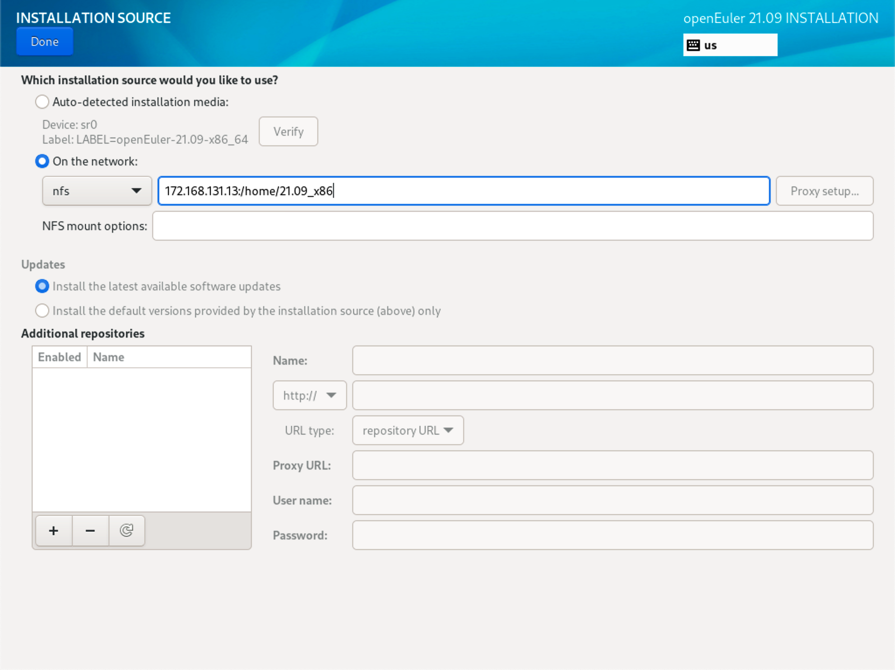 INSTALLATION SOURCE
openEuler 21.09 INSTALLATION
Done
us
Which installation source would you like to use?
Auto-detected installation media:
Device: sr0
Label: LABEL=openEuler-21.09-x86_64
Verify
On the network:
nfs
172.168.131.13:/home/21.09_x86
Proxy setup...
NFS mount options:
Updates
Install the latest available software updates
Install the default versions provided by the installation source (above) only
Additional repositories
Enabled Name
Name:
http://
URL type: repository URL
Proxy URL:
User name:
Password: